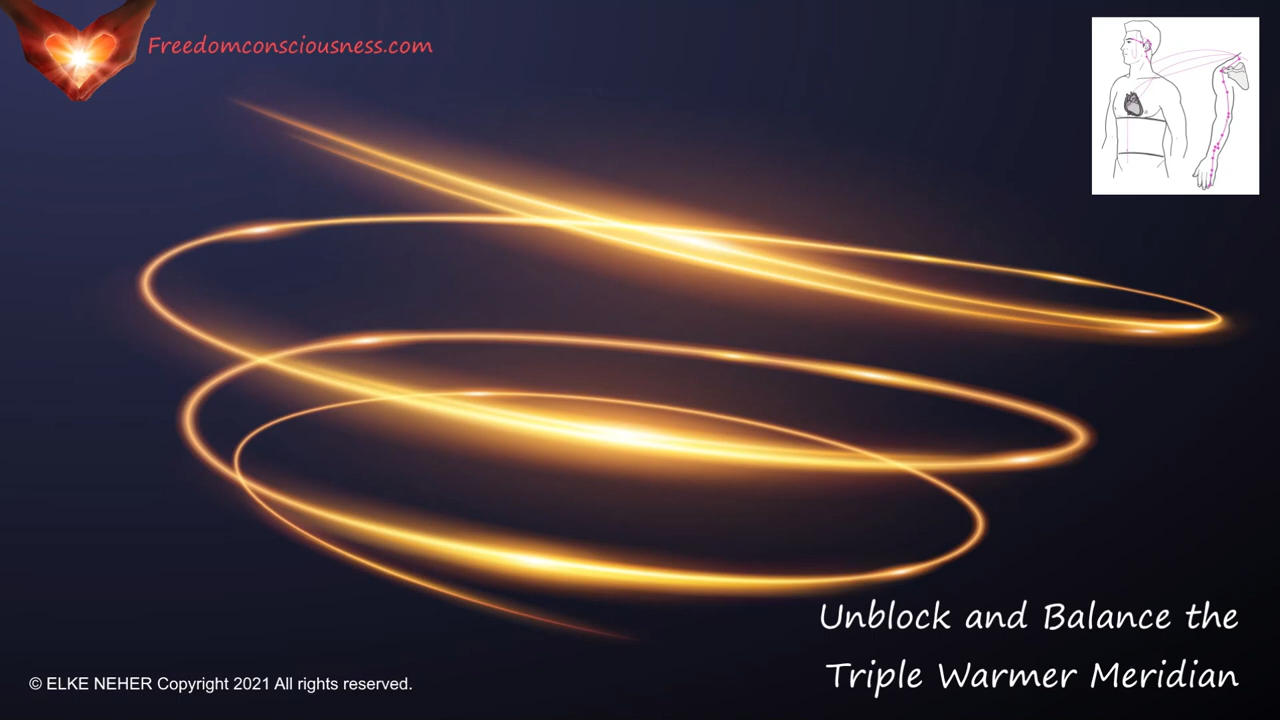 Freedomconsciousness.com
Unblock and Balance the
Triple Warmer Meridian
© ELKE NEHER Copyright 2021 All rights reserved.